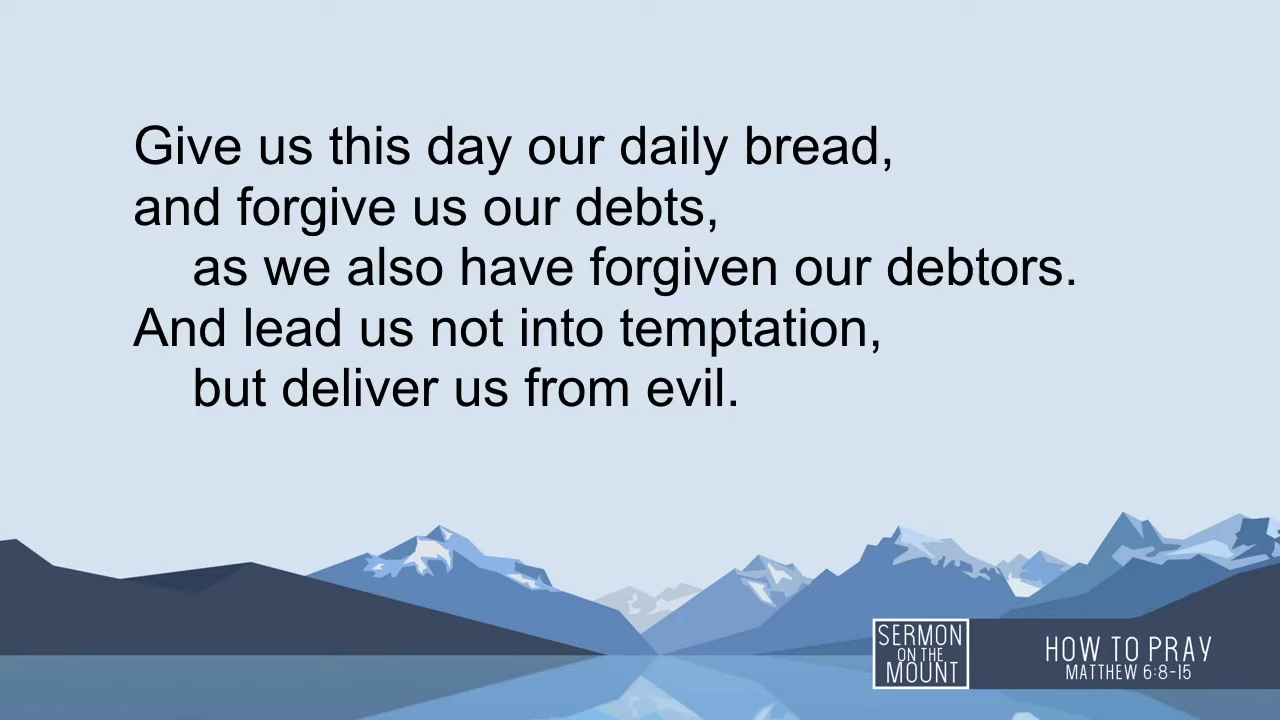 Give us this day our daily bread,
and forgive us our debts,
as we also have forgiven our debtors.
And lead us not into temptation,
but deliver us from evil.
SERMON
ON THE
MOUNT
HOW TO PRAY
MATTHEW 6:8-15